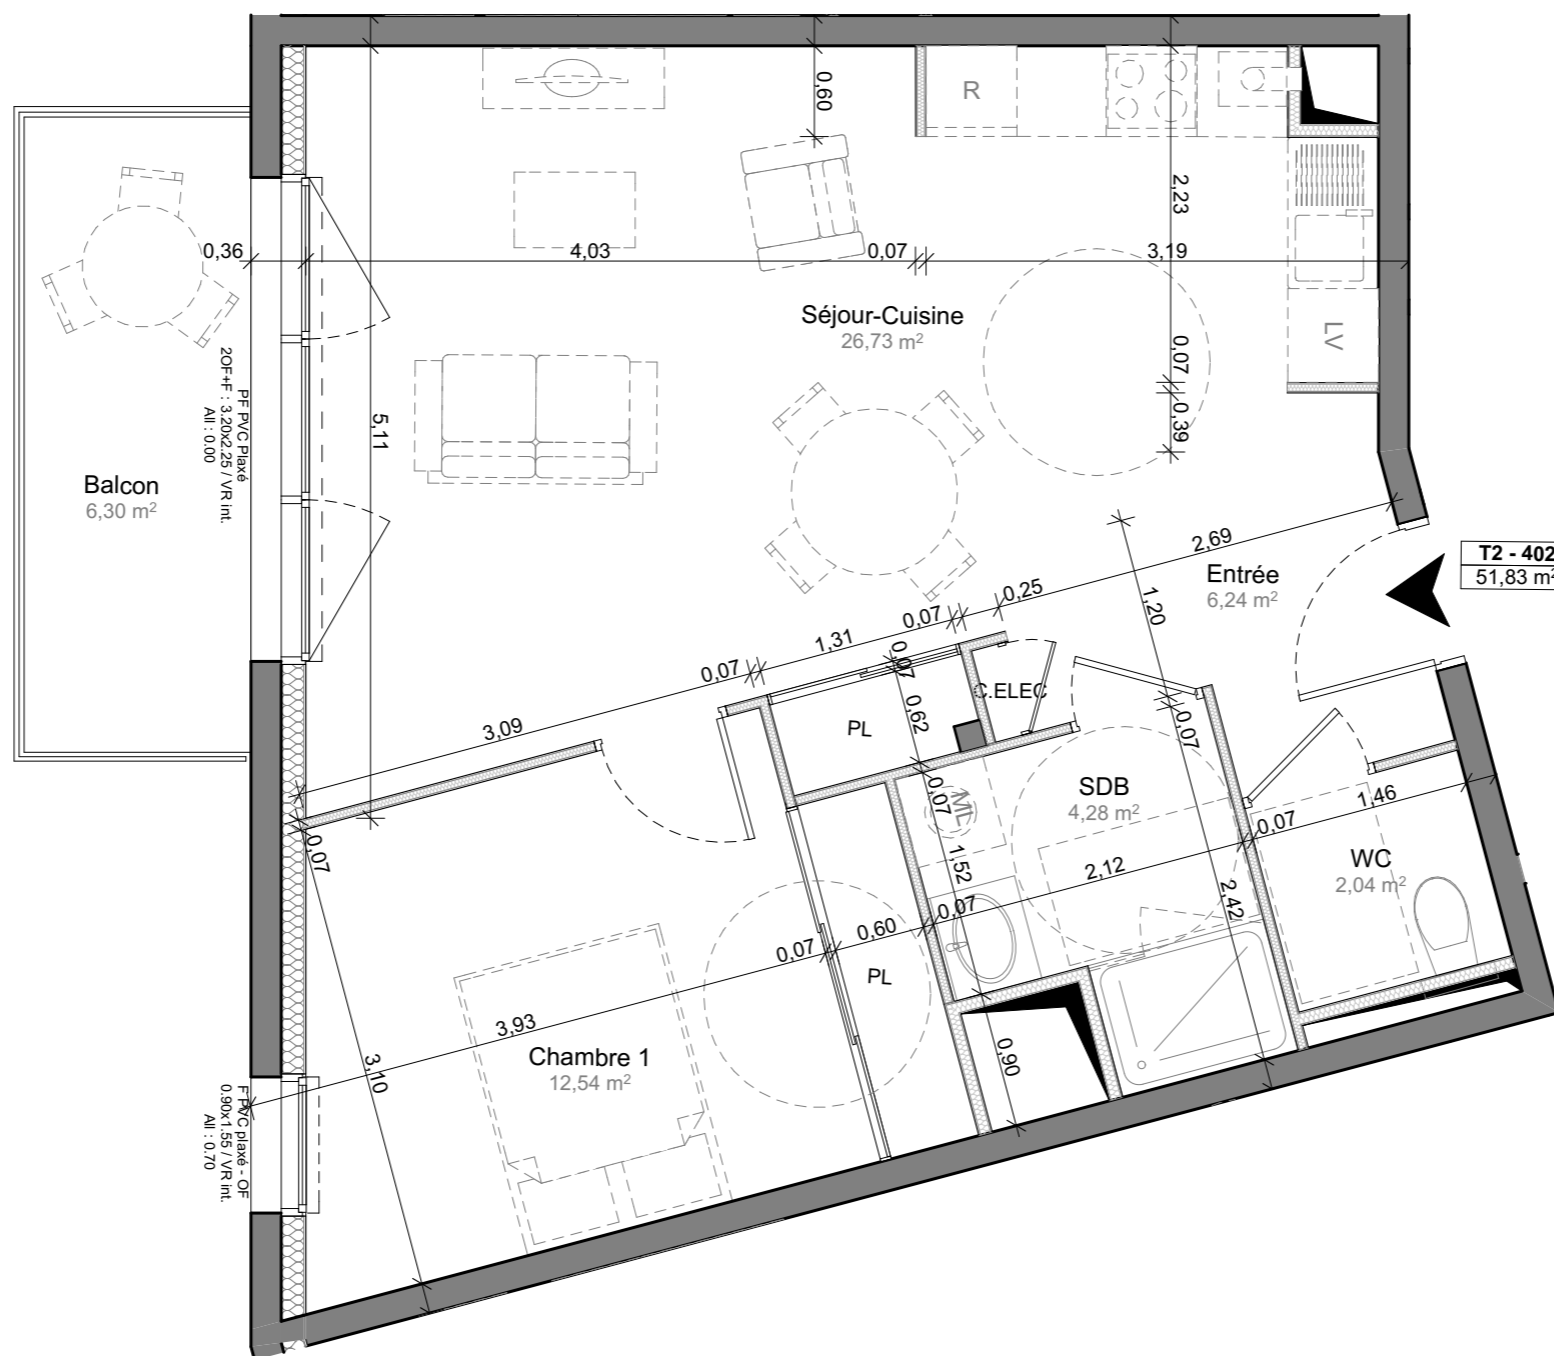 0,60
R
2,23
0,36
4,03
0,07
3,19
Séjour-Cuisine
26,73 m²
LV
0,07
0,39
5,11
PF PVC Plaxé
2OF+F : 3.20x2.25 / VR int.
All : 0.00
Balcon
6,30 m²
2,69
T2 - 402
51,83 m²
Entrée
6,24 m²
1,20
0,25
0,07
1,31
0,07
0,07
3,09
0,62
C.ELEC
PL
0,07
SDB
4,28 m²
ML
0,07
1,52
1,46
0,07
WC
2,04 m²
2,12
2,42
0,07
0,07
0,60
0,07
PL
3,93
Chambre 1
12,54 m²
3,10
0,90
F PVC plaxé - OF
0.90x1.55 / VR int.
All : 0.70